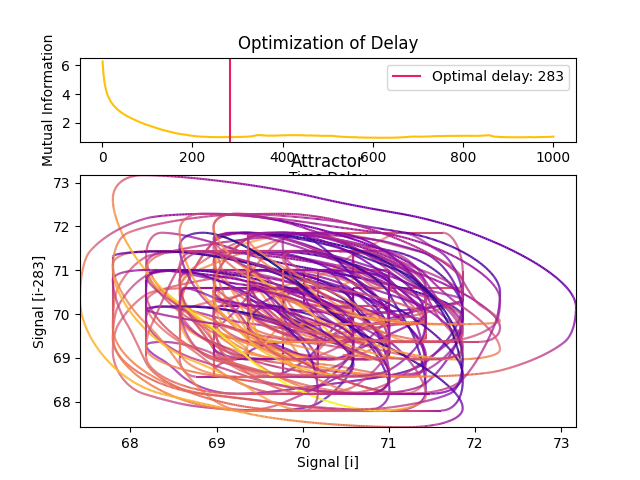 Optimization of Delay
Mutual Information
6
4
2
Optimal delay: 283
0 200 400 600 800 1000
Time Delay
Attractor
Signal [i-283]
73
72
71
70
69
68
68 69 70 71 72 73
Signal [i]